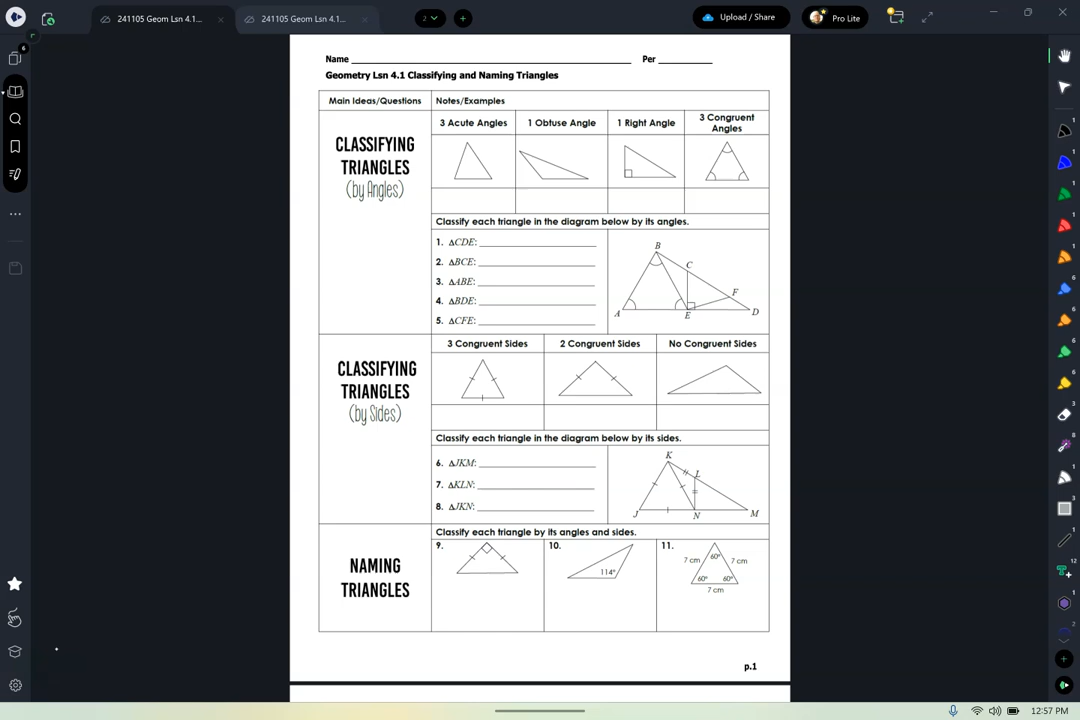 241105 Geom Lsn 4.1...
241105 Geom Lsn 4.1...
2
Upload / Share
Pro Lite
Name
Per
Geometry Lsn 4.1 Classifying and Naming Triangles
Main Ideas/Questions
Notes/Examples
CLASSIFYING
TRIANGLES
(by Angles)
3 Acute Angles
1 Obtuse Angle
1 Right Angle
3 Congruent
Angles
Classify each triangle in the diagram below by its angles.
1. ΔCDE:
2. ΔBCE:
3. ΔABE:
4. ΔBDE:
5. ΔCFE:
B
C
F
A
E
D
CLASSIFYING
TRIANGLES
(by Sides)
3 Congruent Sides
2 Congruent Sides
No Congruent Sides
Classify each triangle in the diagram below by its sides.
6. ΔJKM:
7. ΔKLN:
8. ΔJKN:
K
L
J
N
M
NAMING
TRIANGLES
Classify each triangle by its angles and sides.
9.
10.
114°
11.
7 cm
60°
7 cm
60°
60°
7 cm
p.1
12:57 PM